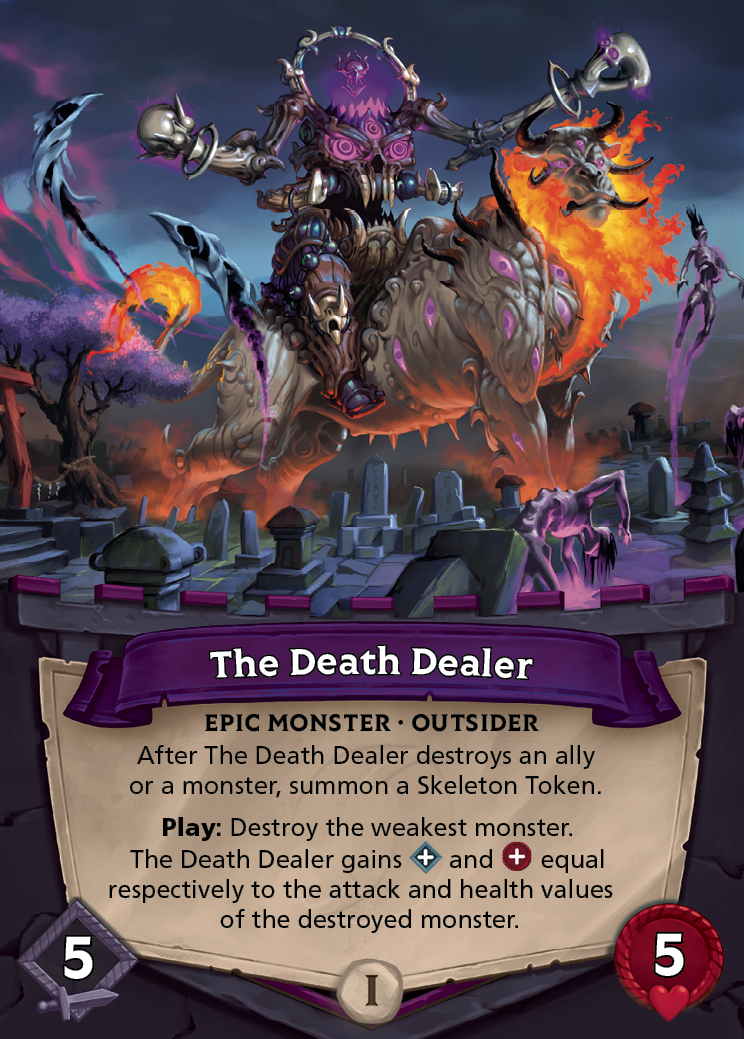 The Death Dealer
EPIC MONSTER · OUTSIDER
After The Death Dealer destroys an ally
or a monster, summon a Skeleton Token.
Play: Destroy the weakest monster.
The Death Dealer gains + and + equal
respectively to the attack and health values
of the destroyed monster.
5
5
I